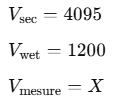 V_sec = 4095
V_wet = 1200
V_mesure = X